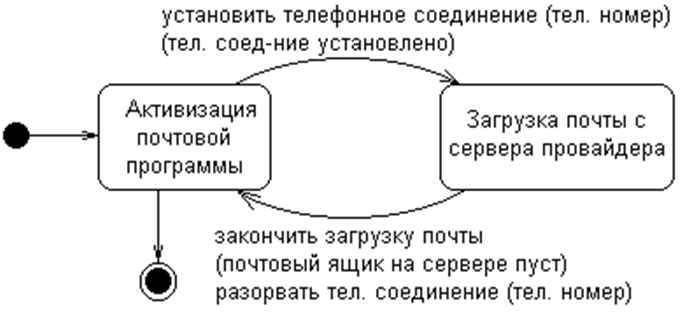 установить телефонное соединение (тел. номер)
(тел. соед-ние установлено)
Активизация
почтовой
программы
Загрузка почты с
сервера провайдера
закончить загрузку почты
(почтовый ящик на сервере пуст)
разорвать тел. соединение (тел. номер)